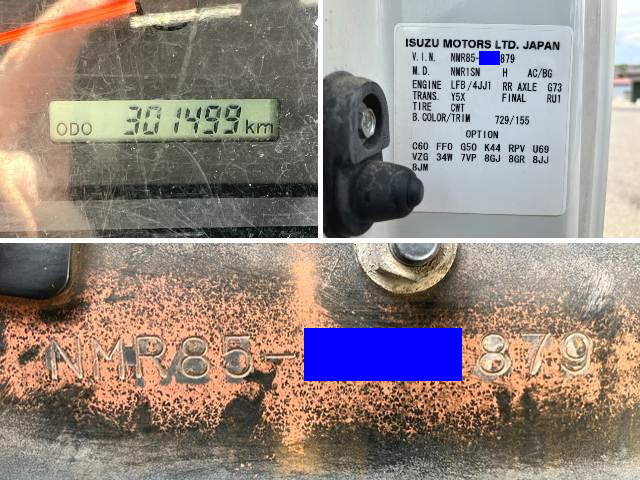 ODO 301499 km
ISUZU MOTORS LTD. JAPAN
V.I.N. NMR85- 879
M.D. NMR1SN H AC/BG
ENGINE LFB/4JJ1 RR AXLE G73
TRANS. Y5X FINAL RU1
TIRE CWT
B.COLOR/TRIM 729/155
OPTION
C60 FF0 G50 K44 RPV U69
VZG 34W 7VP 8GJ 8GR 8JJ
8JM
NMR85- 879